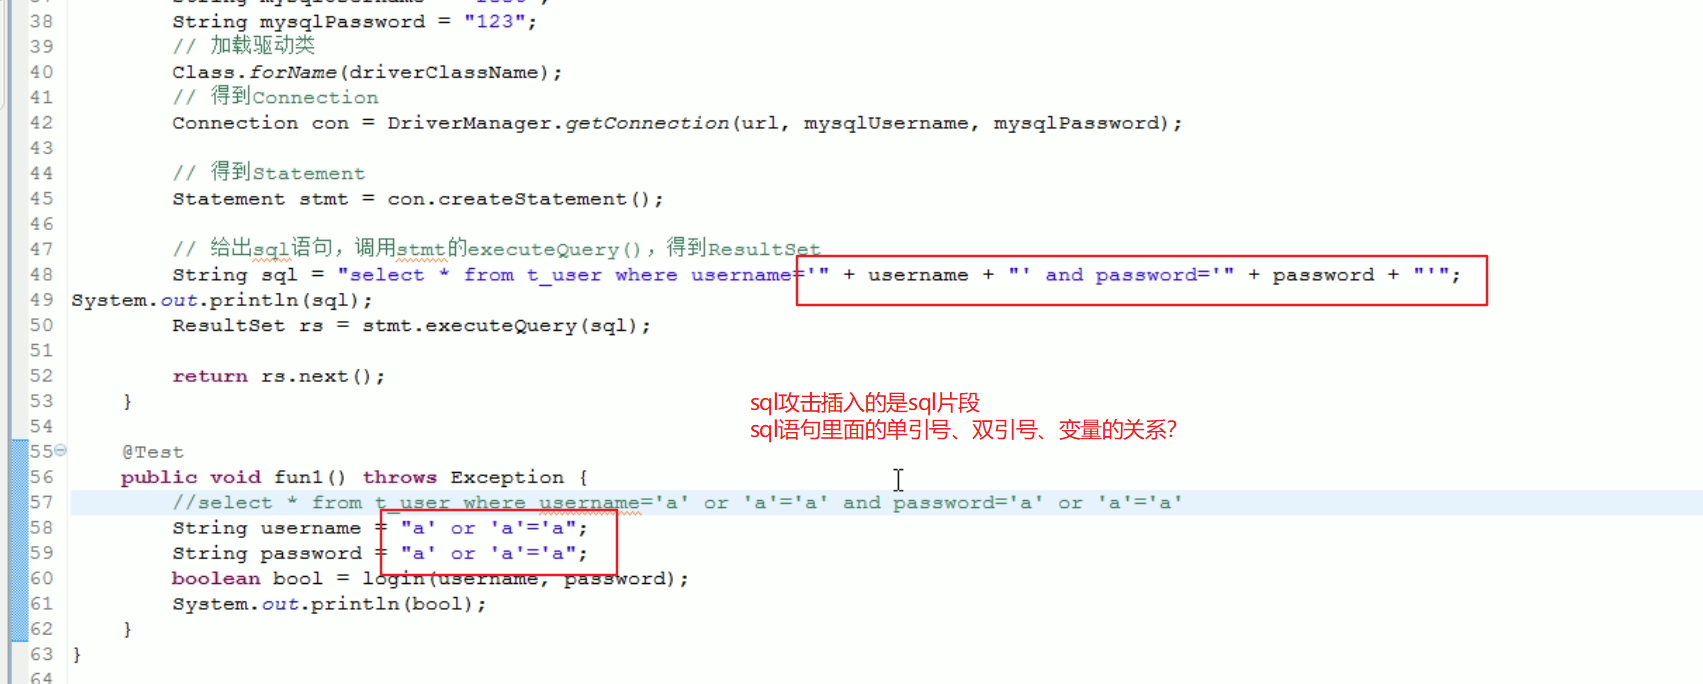 38 String mysqlPassword = "123";
39 // 加载驱动类
40 Class.forName(driverClassName);
41 // 得到Connection
42 Connection con = DriverManager.getConnection(url, mysqlUsername, mysqlPassword);
43
44 // 得到Statement
45 Statement stmt = con.createStatement();
46
47 // 给出sql语句，调用stmt的executeQuery()，得到ResultSet
48 String sql = "select * from t_user where username='" + username + "' and password='" + password + "'";
49 System.out.println(sql);
50 ResultSet rs = stmt.executeQuery(sql);
51
52 return rs.next();
53 }
sql攻击插入的是sql片段
54
sql语句里面的单引号、双引号、变量的关系?
55 @Test
56 public void fun1() throws Exception {
57 //select * from t_user where username='a' or 'a'='a' and password='a' or 'a'='a'
58 String username = "a' or 'a'='a";
59 String password = "a' or 'a'='a";
60 boolean bool = login(username, password);
61 System.out.println(bool);
62 }
63 }
64